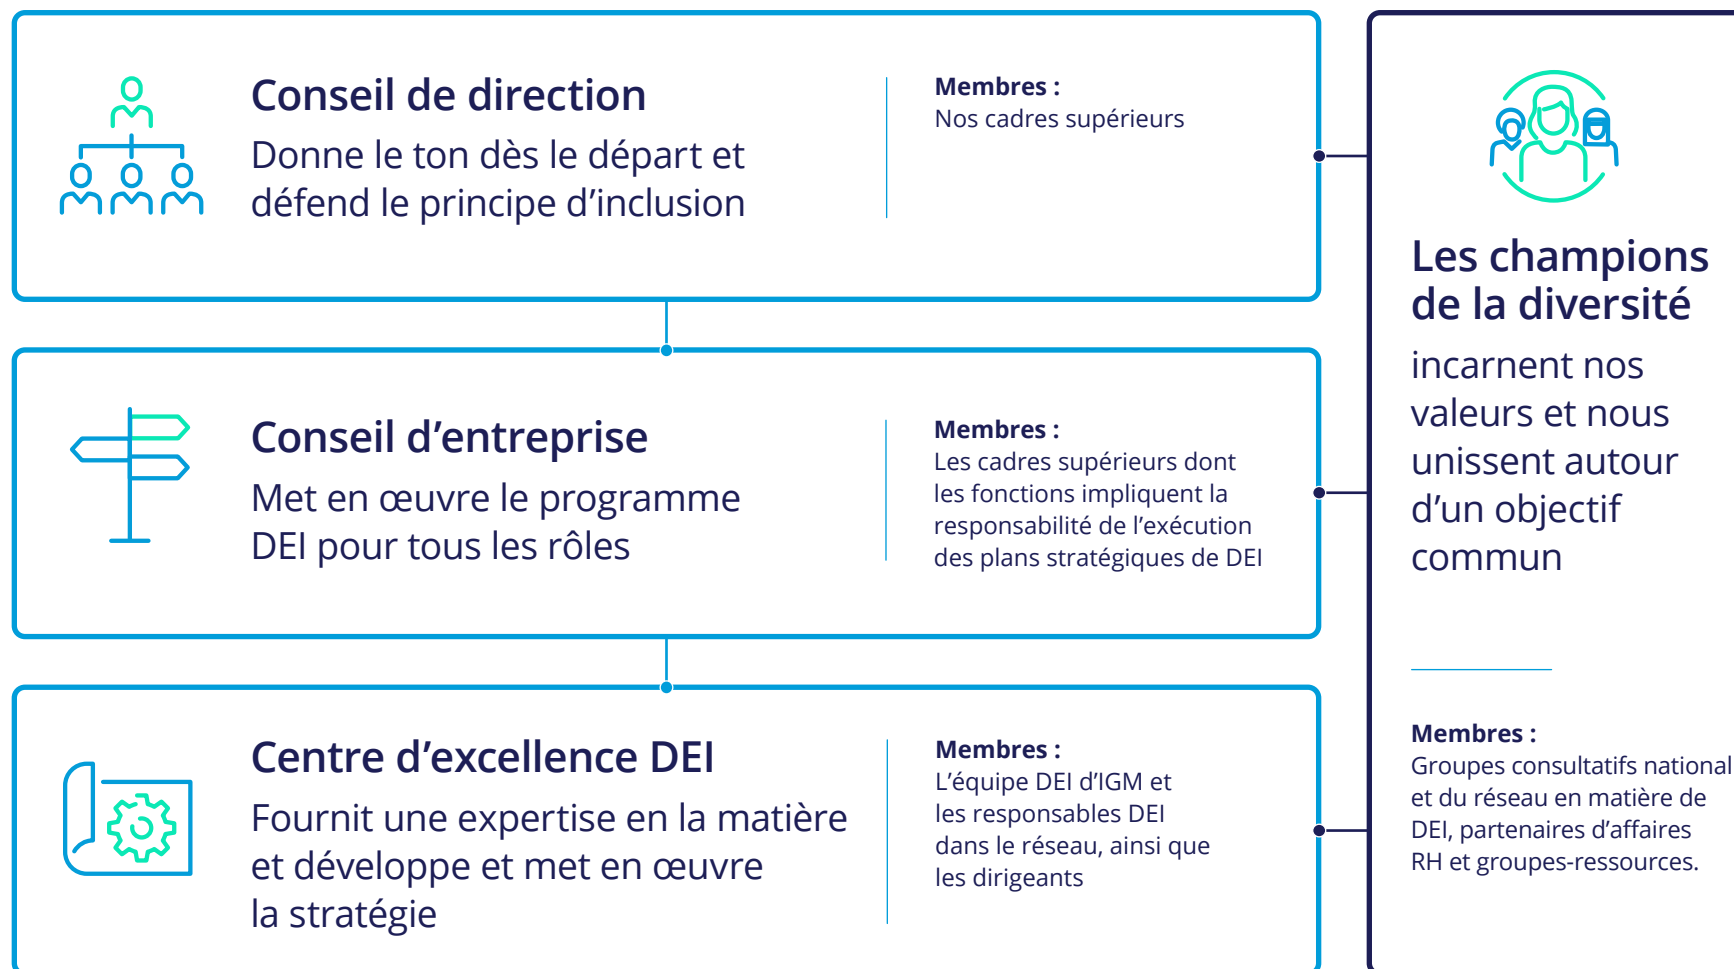 Conseil de direction
Donne le ton dès le départ et
défend le principe d’inclusion
Membres :
Nos cadres supérieurs
Conseil d’entreprise
Met en œuvre le programme
DEI pour tous les rôles
Membres :
Les cadres supérieurs dont
les fonctions impliquent la
responsabilité de l’exécution
des plans stratégiques de DEI
Centre d’excellence DEI
Fournit une expertise en la matière
et développe et met en œuvre
la stratégie
Membres :
L’équipe DEI d’IGM et
les responsables DEI
dans le réseau, ainsi que
les dirigeants
Les champions
de la diversité
incarnent nos
valeurs et nous
unissent autour
d’un objectif
commun
Membres :
Groupes consultatifs national
et du réseau en matière de
DEI, partenaires d’affaires
RH et groupes-ressources.